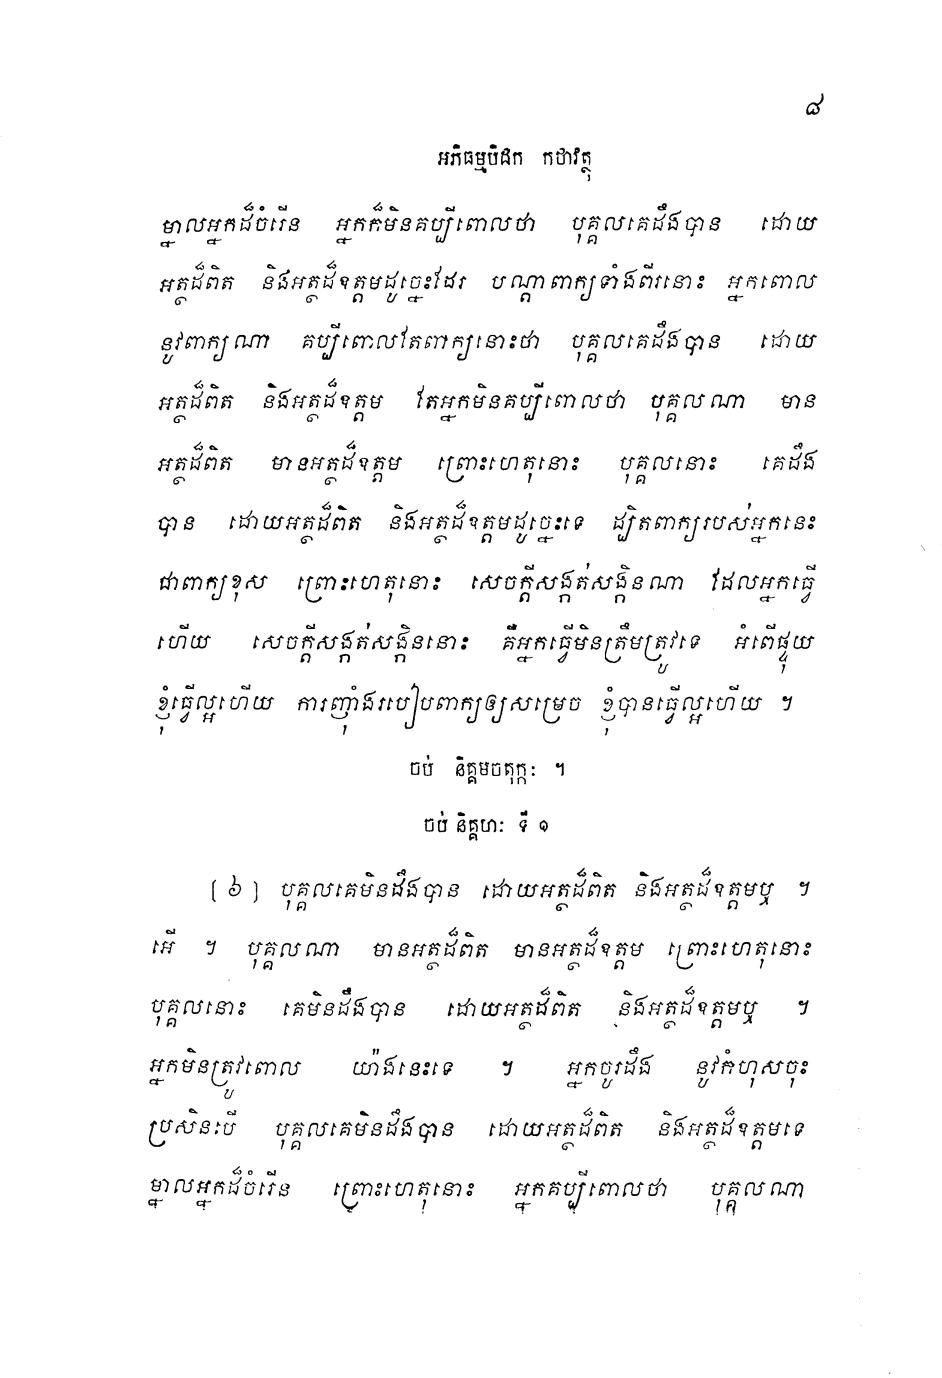 ៨
អភិធម្មបិដក កថាវត្ថុ
ម្នាលអ្នកដ៏ចំរើន អ្នកក៏មិនគប្បីពោលថា បុគ្គលគេដឹងបាន ដោយ
អត្ថដ៏ពិត និងអត្ថដ៏ឧត្តមដូច្នេះដែរ បណ្តាពាក្យទាំងពីរនោះ អ្នកពោល
នូវពាក្យណា គប្បីពោលតែពាក្យនោះថា បុគ្គលគេដឹងបាន ដោយ
អត្ថដ៏ពិត និងអត្ថដ៏ឧត្តម តែអ្នកមិនគប្បីពោលថា បុគ្គលណា មាន
អត្ថដ៏ពិត មានអត្ថដ៏ឧត្តម ព្រោះហេតុនោះ បុគ្គលនោះ គេដឹង
បាន ដោយអត្ថដ៏ពិត និងអត្ថដ៏ឧត្តមដូច្នេះទេ ដ្បិតពាក្យរបស់អ្នកនេះ
ជាពាក្យខុស ព្រោះហេតុនោះ សេចក្តីសង្កត់សង្កិនណា ដែលអ្នកធ្វើ
ហើយ សេចក្តីសង្កត់សង្កិននោះ គឺអ្នកធ្វើមិនត្រឹមត្រូវទេ អំពើផ្ទុយ
ខ្ញុំធ្វើល្អហើយ ការញ៉ាំងរបៀបពាក្យឲ្យសម្រេច ខ្ញុំបានធ្វើល្អហើយ ។
ចប់ និគ្គមចតុក្កៈ ។
ចប់ និគ្គហៈ ទី ១
[៦] បុគ្គលគេមិនដឹងបាន ដោយអត្ថដ៏ពិត និងអត្ថដ៏ឧត្តមឬ ។
អើ ។ បុគ្គលណា មានអត្ថដ៏ពិត មានអត្ថដ៏ឧត្តម ព្រោះហេតុនោះ
បុគ្គលនោះ គេមិនដឹងបាន ដោយអត្ថដ៏ពិត និងអត្ថដ៏ឧត្តមឬ ។
អ្នកមិនត្រូវពោល យ៉ាងនេះទេ ។ អ្នកចូរដឹង នូវកំហុសចុះ
ប្រសិនបើ បុគ្គលគេមិនដឹងបាន ដោយអត្ថដ៏ពិត និងអត្ថដ៏ឧត្តមទេ
ម្នាលអ្នកដ៏ចំរើន ព្រោះហេតុនោះ អ្នកគប្បីពោលថា បុគ្គលណា